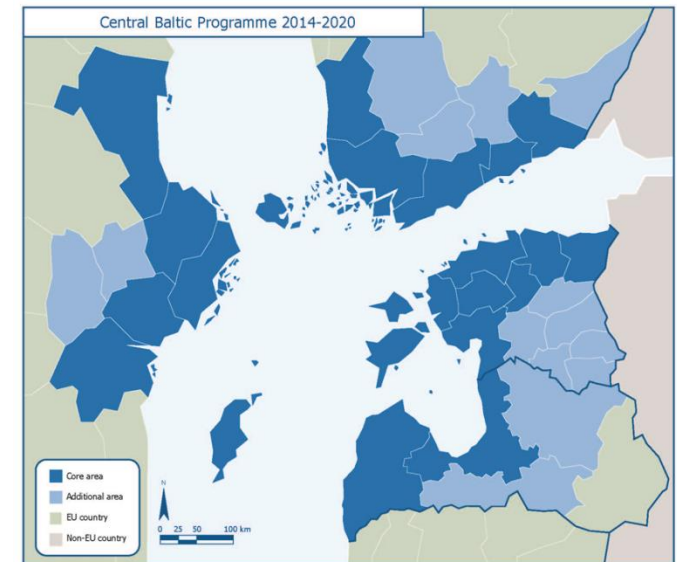 Central Baltic Programme 2014-2020
Core area
Additional area
EU country
Non-EU country
N
0 25 50 100 km